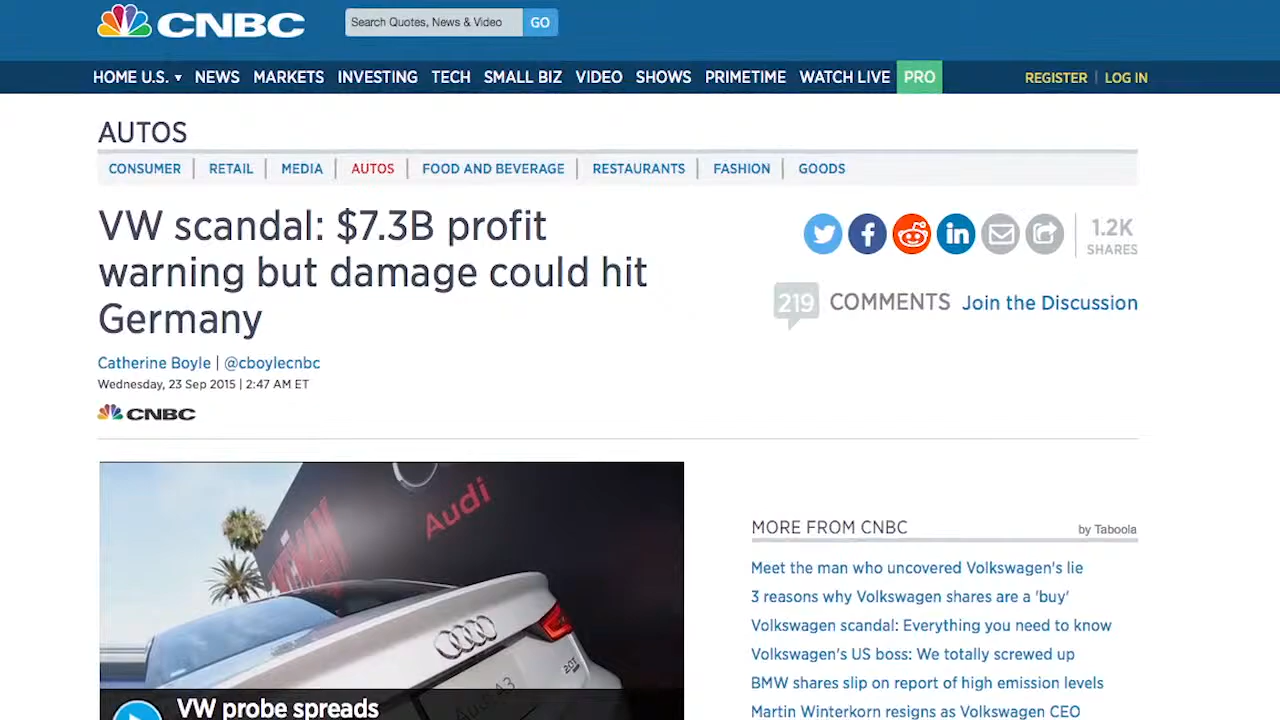 CNBC
Search Quotes, News & Video GO
HOME U.S. NEWS MARKETS INVESTING TECH SMALL BIZ VIDEO SHOWS PRIMETIME WATCH LIVE PRO REGISTER | LOG IN
AUTOS
CONSUMER RETAIL MEDIA AUTOS FOOD AND BEVERAGE RESTAURANTS FASHION GOODS
VW scandal: $7.3B profit
warning but damage could hit
Germany
1.2K
SHARES
219 COMMENTS Join the Discussion
Catherine Boyle | @cboylecnbc
Wednesday, 23 Sep 2015 | 2:47 AM ET
CNBC
Audi
2.0T
Audi A3
VW probe spreads
MORE FROM CNBC by Taboola
Meet the man who uncovered Volkswagen's lie
3 reasons why Volkswagen shares are a 'buy'
Volkswagen scandal: Everything you need to know
Volkswagen's US boss: We totally screwed up
BMW shares slip on report of high emission levels
Martin Winterkorn resigns as Volkswagen CEO